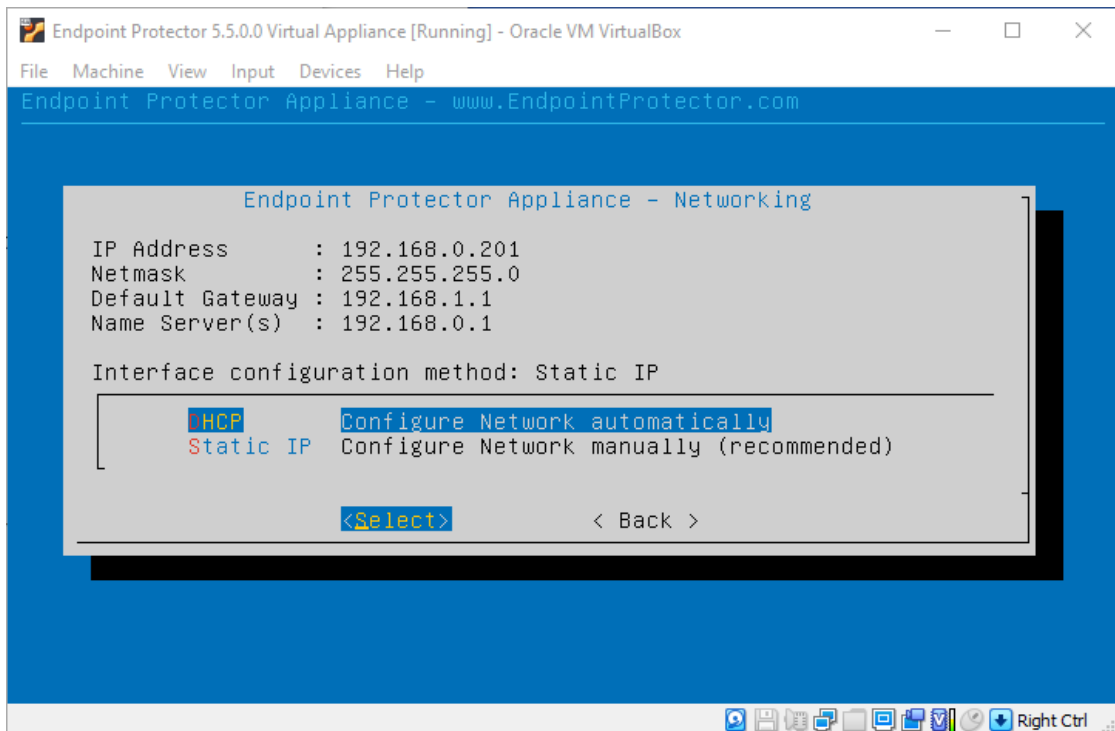 Endpoint Protector 5.5.0.0 Virtual Appliance [Running] - Oracle VM VirtualBox
File Machine View Input Devices Help
Endpoint Protector Appliance - www.EndpointProtector.com
Endpoint Protector Appliance - Networking
IP Address : 192.168.0.201
Netmask : 255.255.255.0
Default Gateway : 192.168.1.1
Name Server(s) : 192.168.0.1
Interface configuration method: Static IP
DHCP Configure Network automatically
Static IP Configure Network manually (recommended)
<Select> < Back >
Right Ctrl